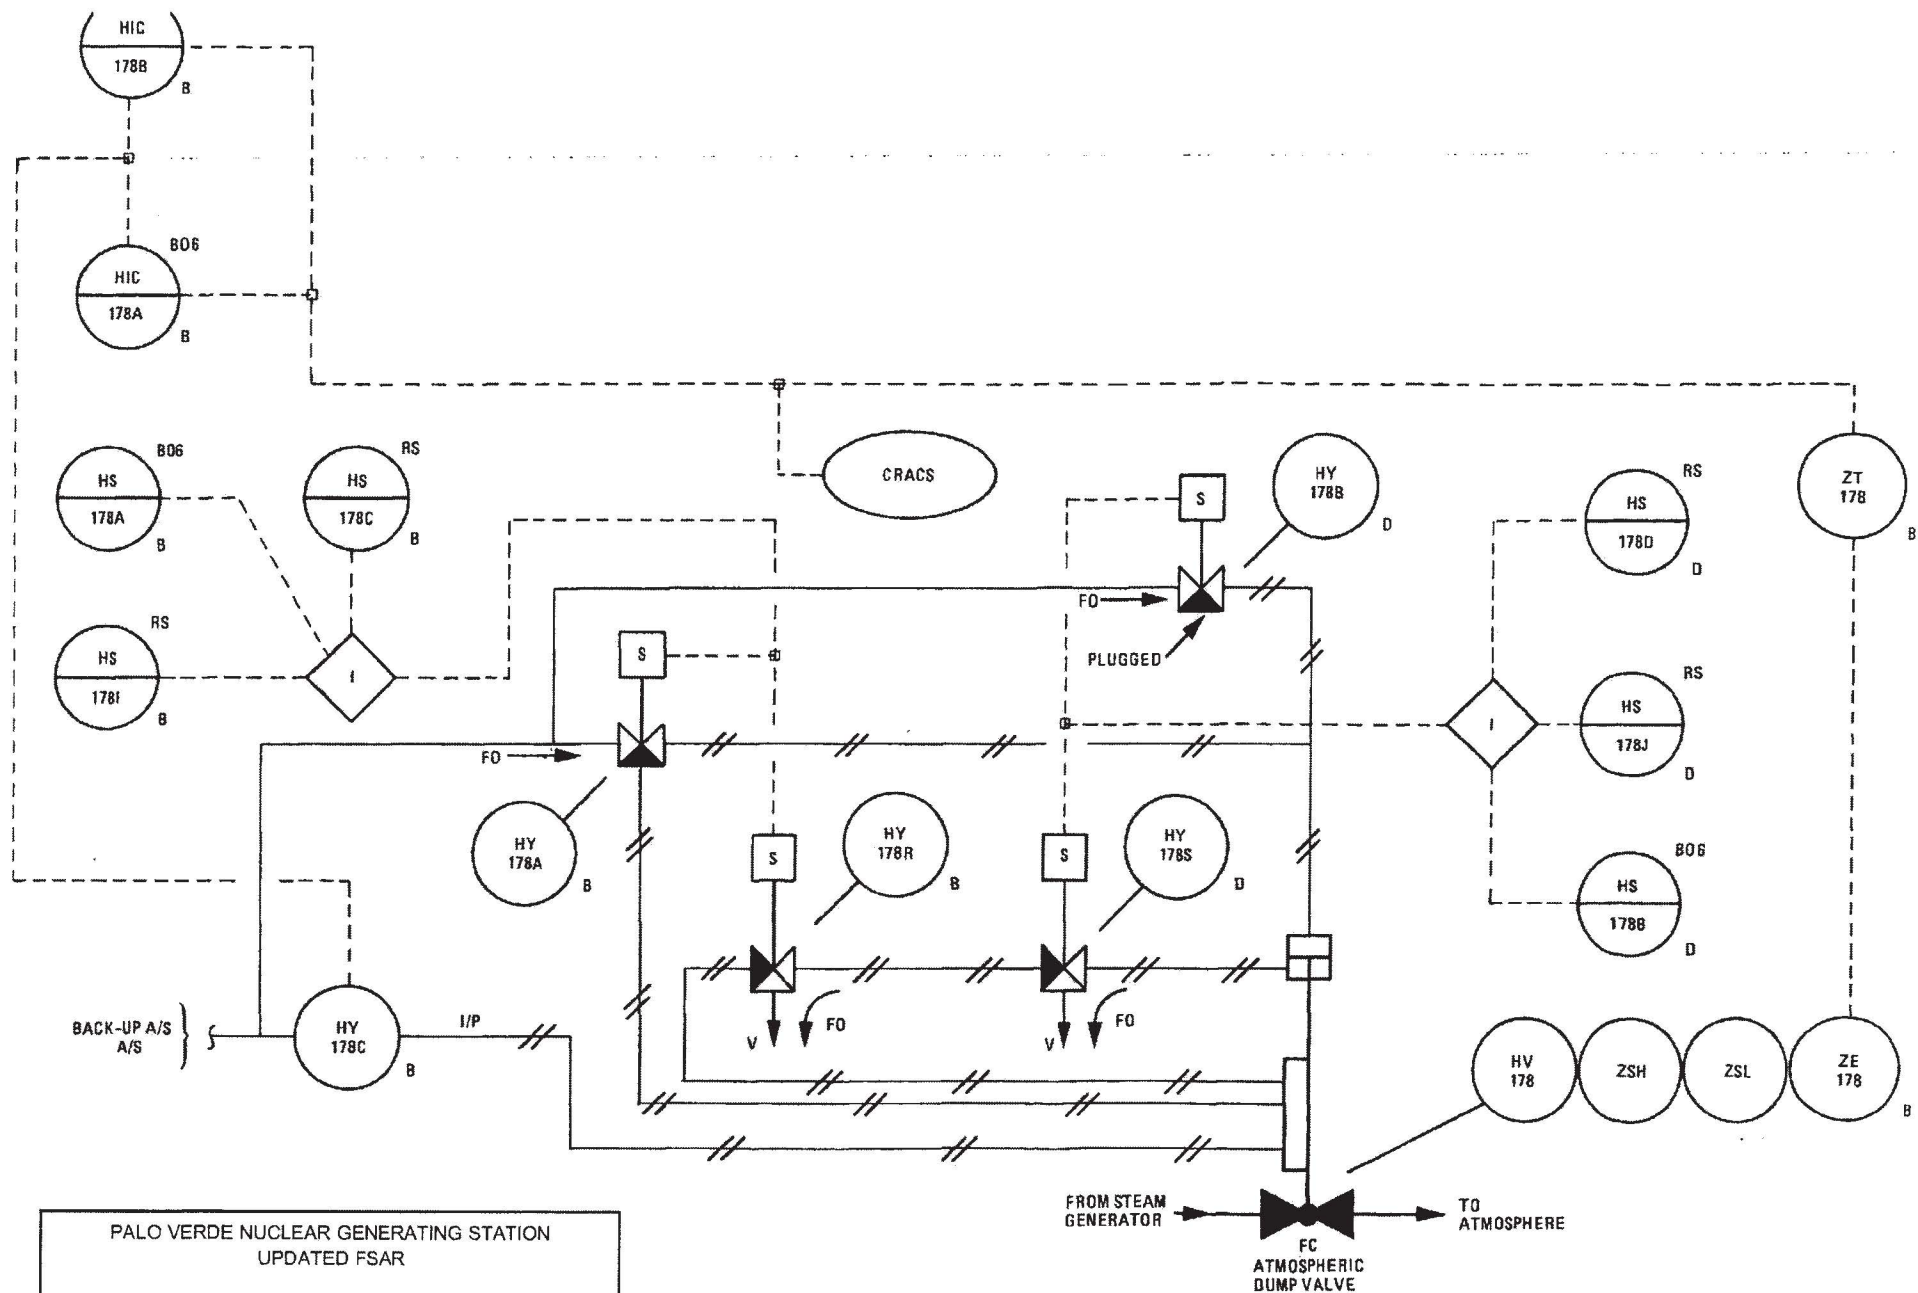 HIC
178B
B
B06
HIC
178A
B
B06
HS
178A
B
RS
HS
178C
B
CRACS
S
HY
178B
D
RS
HS
178D
D
ZT
178
B
FO
PLUGGED
RS
HS
178I
B
I
S
RS
HS
178J
D
I
FO
HY
178A
B
S
HY
178R
B
S
HY
178S
D
B06
HS
178B
D
BACK-UP A/S
A/S
HY
178C
B
I/P
V
FO
V
FO
HV
178
ZSH
ZSL
ZE
178
B
FROM STEAM
GENERATOR
TO
ATMOSPHERE
FC
ATMOSPHERIC
DUMP VALVE
PALO VERDE NUCLEAR GENERATING STATION
UPDATED FSAR